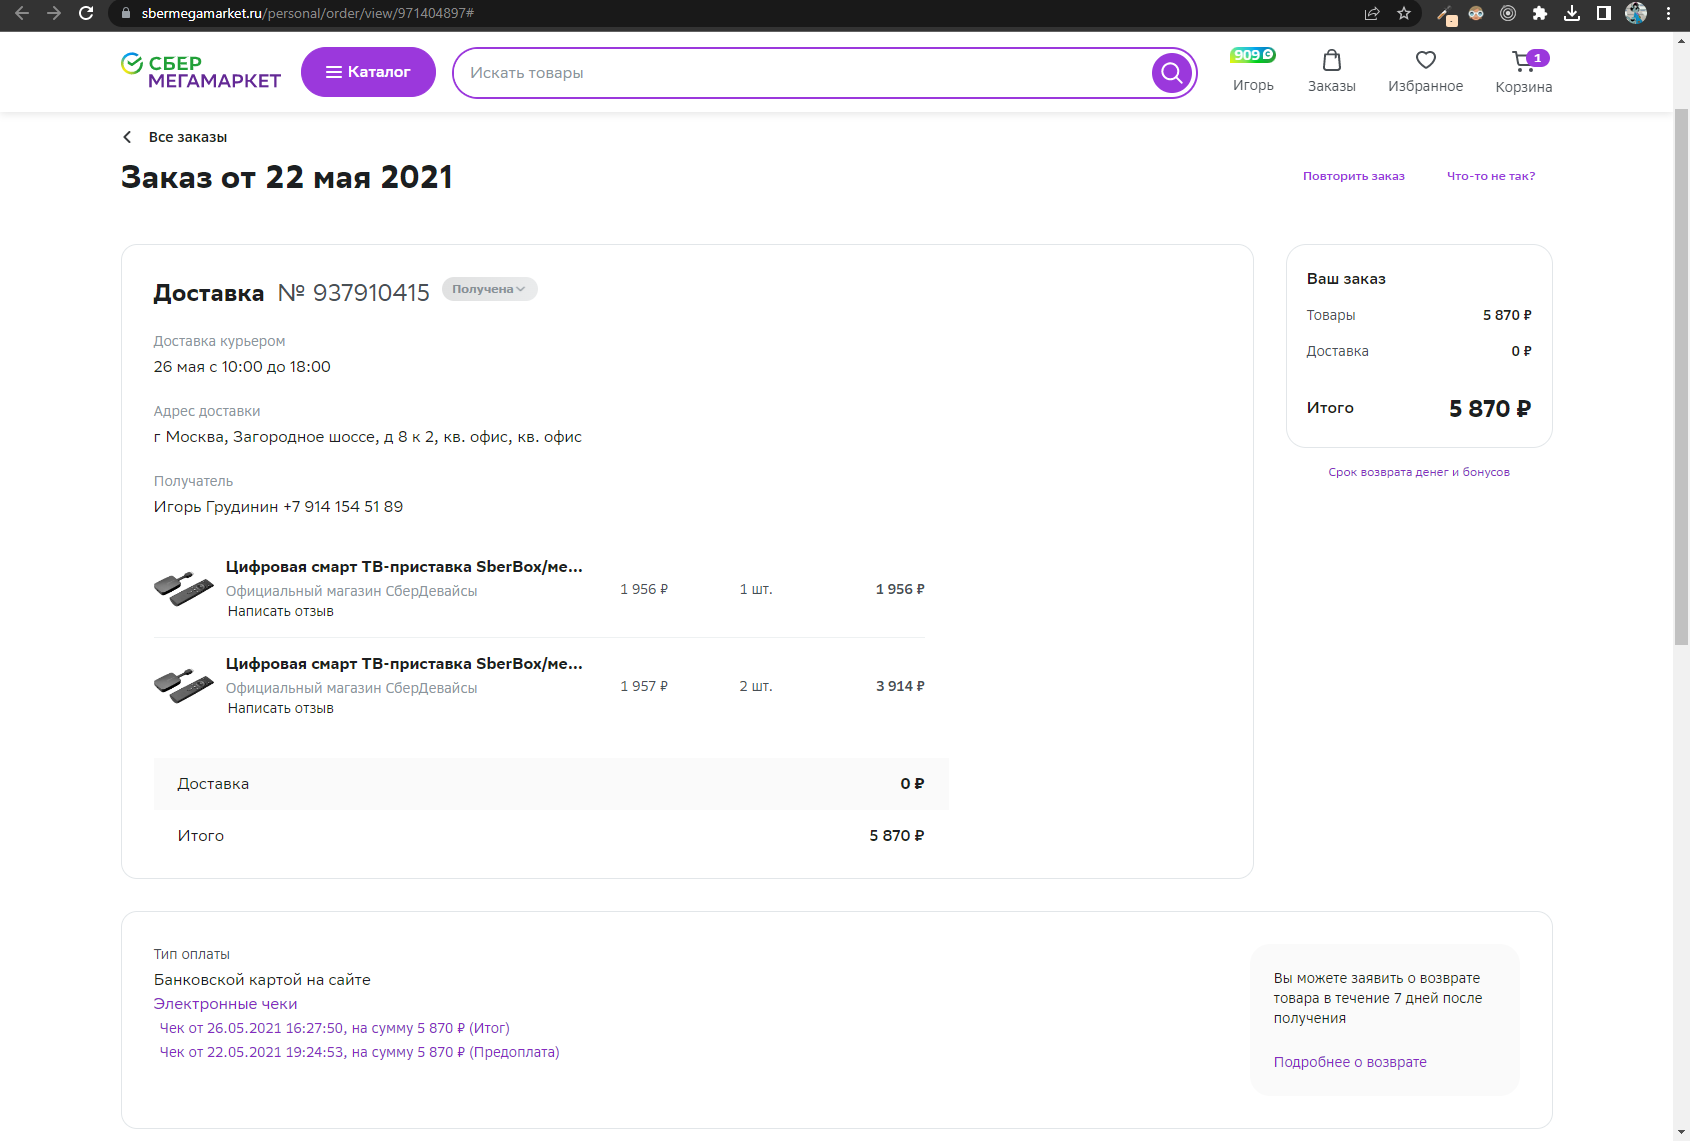 sbermegamarket.ru/personal/order/view/971404897#
СБЕР
МЕГАМАРКЕТ
Каталог
Искать товары
909
Игорь
Заказы
Избранное
1
Корзина
Все заказы
Заказ от 22 мая 2021
Повторить заказ
Что-то не так?
Доставка № 937910415 Получена
Доставка курьером
26 мая с 10:00 до 18:00
Адрес доставки
г Москва, Загородное шоссе, д 8 к 2, кв. офис, кв. офис
Получатель
Игорь Грудинин +7 914 154 51 89
Цифровая смарт ТВ-приставка SberBox/ме...
Официальный магазин СберДевайсы
Написать отзыв
1 956 ₽ 1 шт. 1 956 ₽
Цифровая смарт ТВ-приставка SberBox/ме...
Официальный магазин СберДевайсы
Написать отзыв
1 957 ₽ 2 шт. 3 914 ₽
Доставка 0 ₽
Итого 5 870 ₽
Ваш заказ
Товары 5 870 ₽
Доставка 0 ₽
Итого 5 870 ₽
Срок возврата денег и бонусов
Тип оплаты
Банковской картой на сайте
Электронные чеки
Чек от 26.05.2021 16:27:50, на сумму 5 870 ₽ (Итог)
Чек от 22.05.2021 19:24:53, на сумму 5 870 ₽ (Предоплата)
Вы можете заявить о возврате
товара в течение 7 дней после
получения
Подробнее о возврате